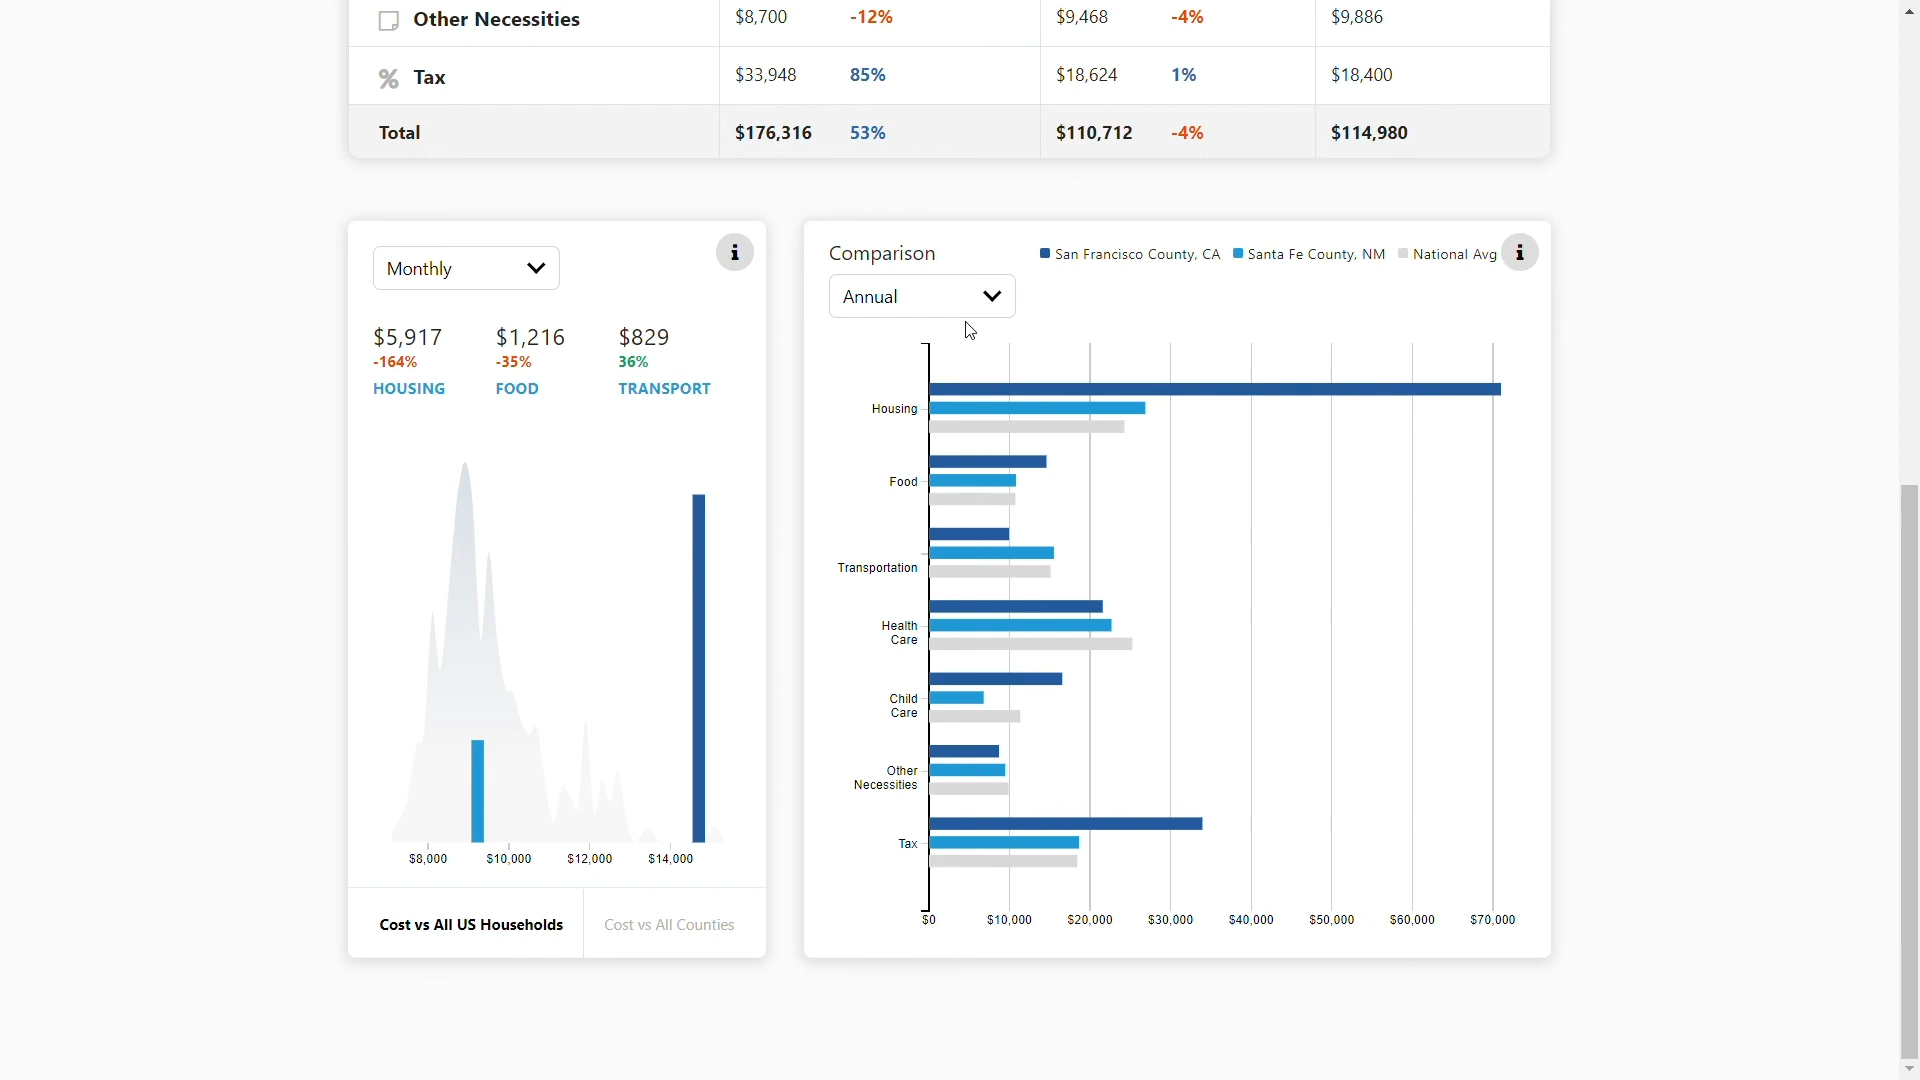 Other Necessities $8,700 -12% $9,468 -4% $9,886
Tax $33,948 85% $18,624 1% $18,400
Total $176,316 53% $110,712 -4% $114,980
Monthly
$5,917 $1,216 $829
-164% -35% 36%
HOUSING FOOD TRANSPORT
$8,000 $10,000 $12,000 $14,000
Cost vs All US Households Cost vs All Counties
Comparison
San Francisco County, CA Santa Fe County, NM National Avg
Annual
Housing
Food
Transportation
Health
Care
Child
Care
Other
Necessities
Tax
$0 $10,000 $20,000 $30,000 $40,000 $50,000 $60,000 $70,000